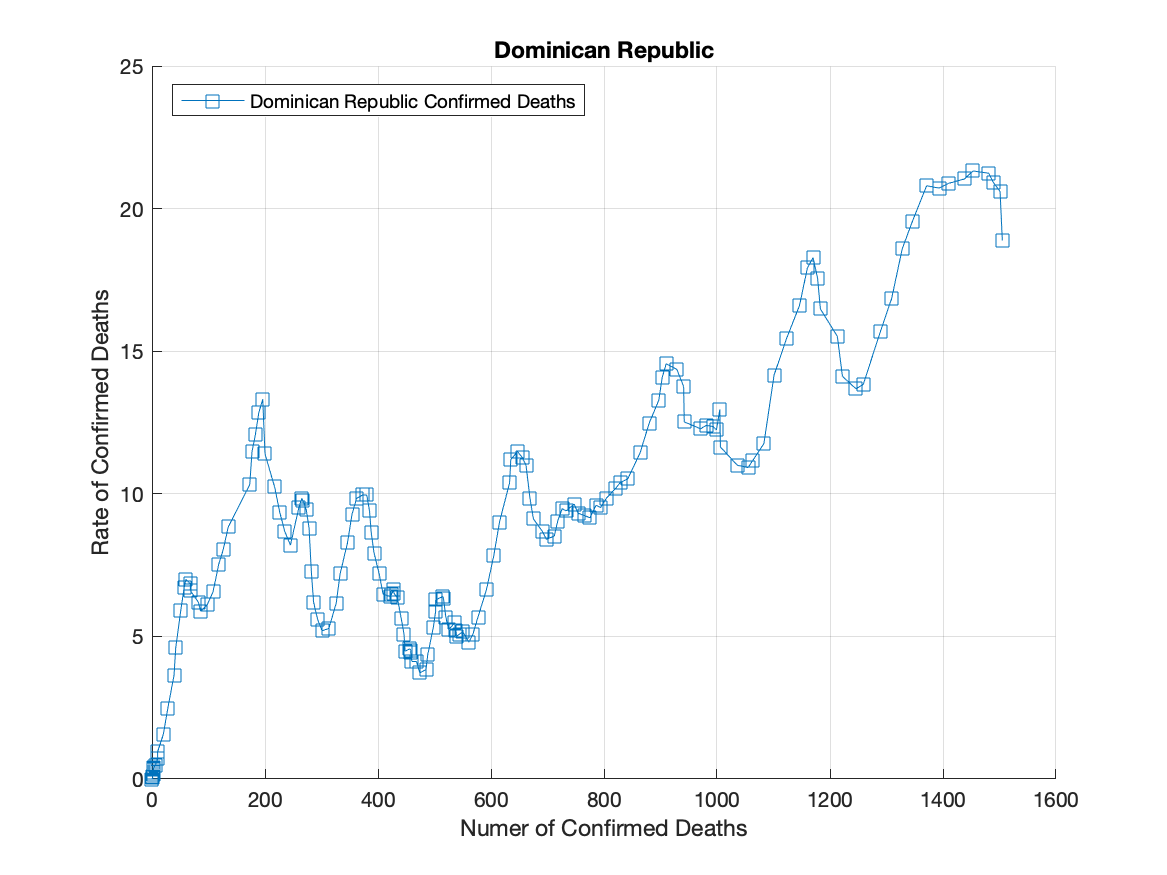 Dominican Republic
Dominican Republic Confirmed Deaths
25
20
15
10
5
0
Rate of Confirmed Deaths
0 200 400 600 800 1000 1200 1400 1600
Numer of Confirmed Deaths